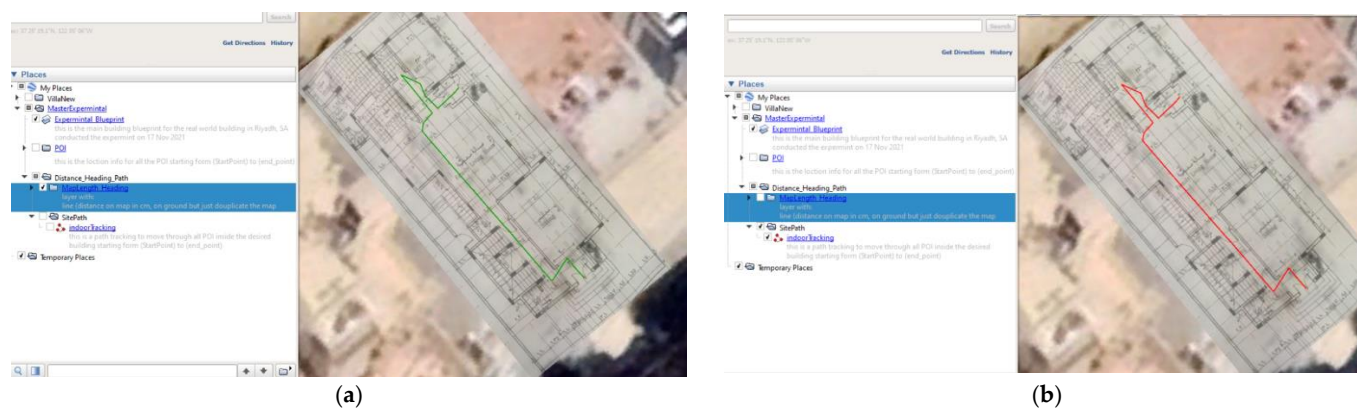 Search
Get Directions History
▼ Places
My Places
VillaNew
MasterExpermintal
Expermintal_Blueprint
this is the main building blueprint for the real world building in Riyadh, SA
conducted the expermint on 17 Nov 2021
POI
this is the loction info for all the POI starting form (StartPoint) to (end_point)
Distance_Heading_Path
MapLength_Heading
layer with:
line (distance on map in cm, on ground but just douplicate the map
SitePath
indoorTracking
this is a path tracking to move through all POI inside the desired
building starting form (StartPoint) to (end_point)
Temporary Places
(a)
Search
Get Directions History
▼ Places
My Places
VillaNew
MasterExpermintal
Expermintal_Blueprint
this is the main building blueprint for the real world building in Riyadh, SA
conducted the expermint on 17 Nov 2021
POI
this is the loction info for all the POI starting form (StartPoint) to (end_point)
Distance_Heading_Path
MapLength_Heading
layer with:
line (distance on map in cm, on ground but just douplicate the map
SitePath
indoorTracking
this is a path tracking to move through all POI inside the desired
building starting form (StartPoint) to (end_point)
Temporary Places
(b)